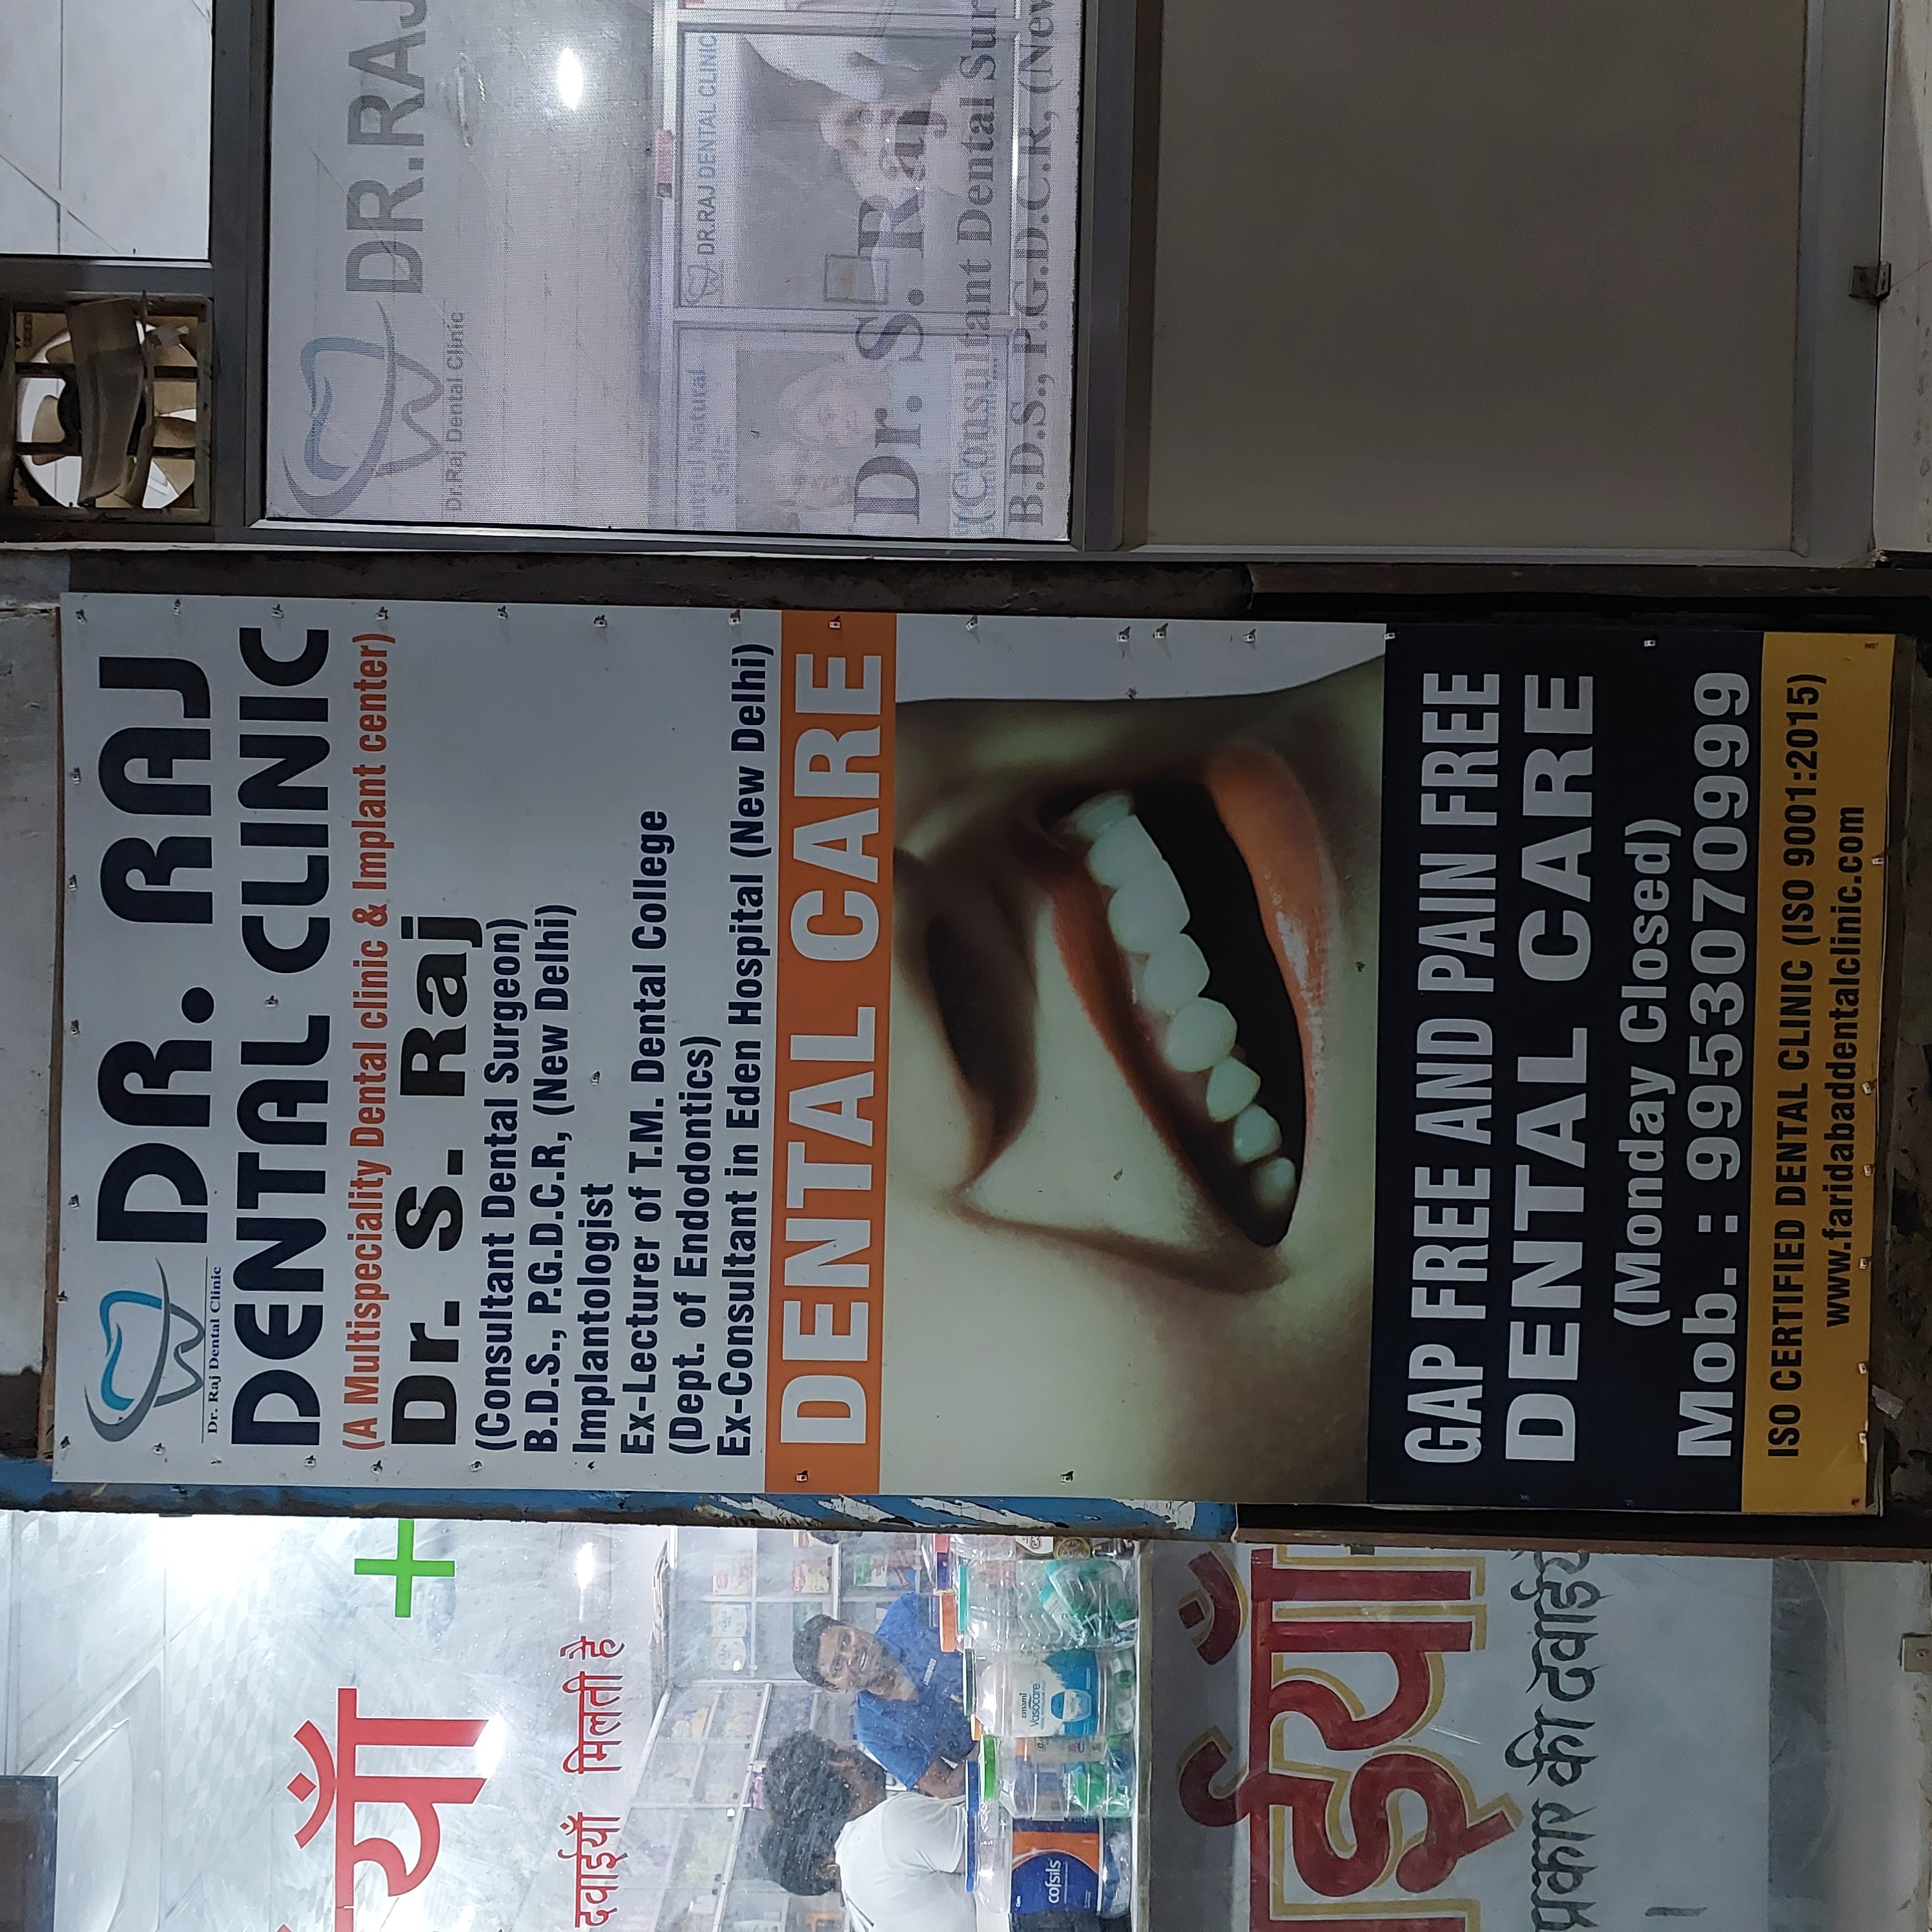 DR. RAJ
Dr. Raj Dental Clinic
DENTAL CLINIC
(A Multispeciality Dental clinic & Implant center)
Dr. S. Raj
(Consultant Dental Surgeon)
B.D.S., P.G.D.C.R, (New Delhi)
Implantologist
Ex-Lecturer of T.M. Dental College
(Dept. of Endodontics)
Ex-Consultant in Eden Hospital (New Delhi)
DENTAL CARE
GAP FREE AND PAIN FREE
DENTAL CARE
(Monday Closed)
Mob. : 9953070999
ISO CERTIFIED DENTAL CLINIC (ISO 9001:2015)
www.faridabaddentalclinic.com
DR.RAJ
Dr.Raj Dental Clinic
DR.RAJ DENTAL CLINIC
Natural
Dr. S. Raj
(Consultant Dental Sur
B.D.S., P.G.D.C.R, (New
याँ
दवाईयाँ मिलती है
Vasocare
cofsils
ईयाँ
प्रकार की दवाईयाँ